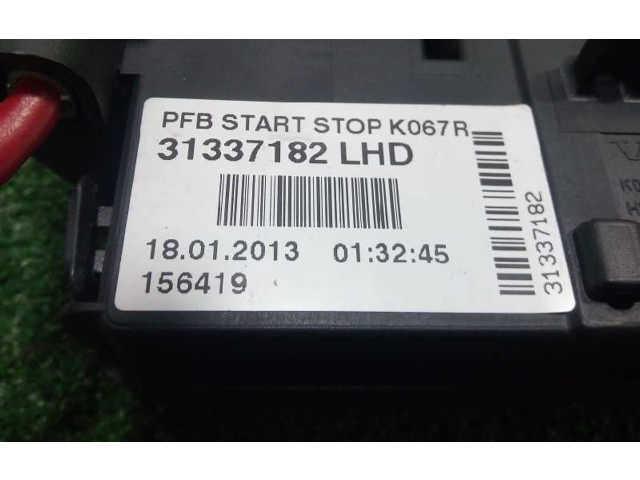 PFB START STOP K067R
31337182 LHD
18.01.2013 01:32:45
156419
31337182